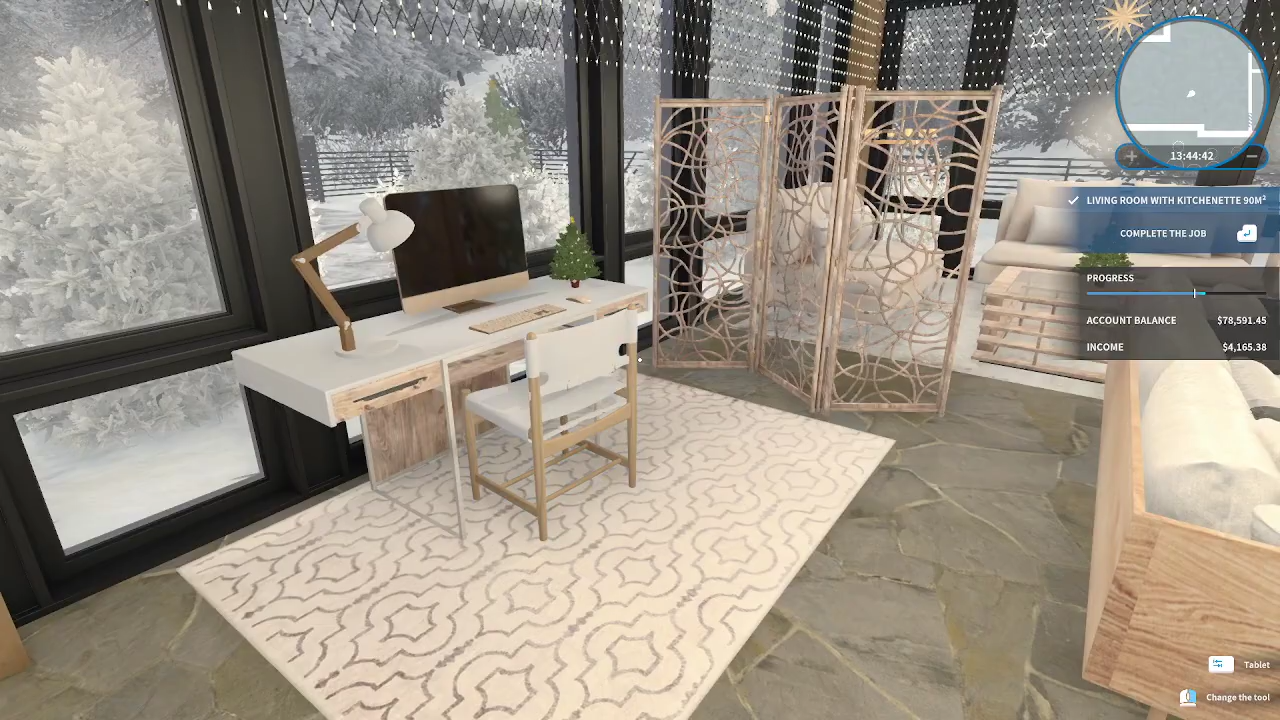 13:44:42
LIVING ROOM WITH KITCHENETTE 90M²
COMPLETE THE JOB
PROGRESS
ACCOUNT BALANCE $78,591.45
INCOME $4,165.38
Tablet
Change the tool